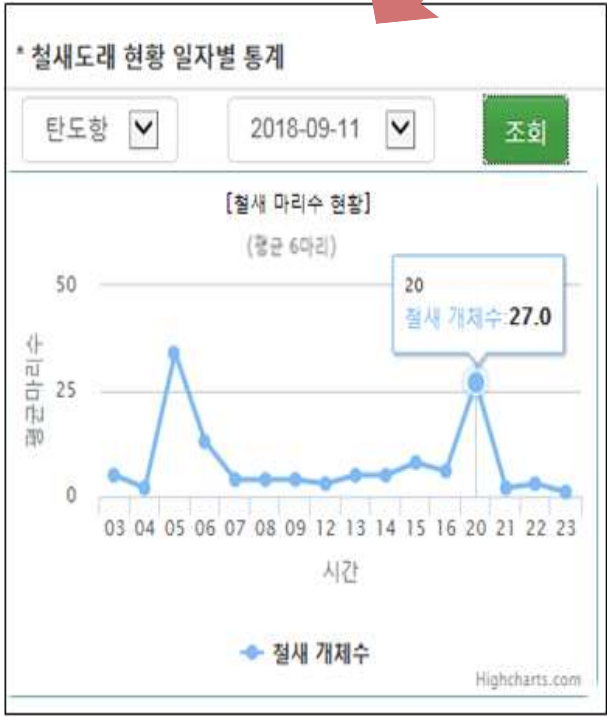 * 철새도래 현황 일자별 통계
탄도항 2018-09-11 조회
[철새 마리수 현황]
(평균 6마리)
20
철새 개체수:27.0
50
25
0
평균마리수
03 04 05 06 07 08 09 12 13 14 15 16 20 21 22 23
시간
철새 개체수
Highcharts.com